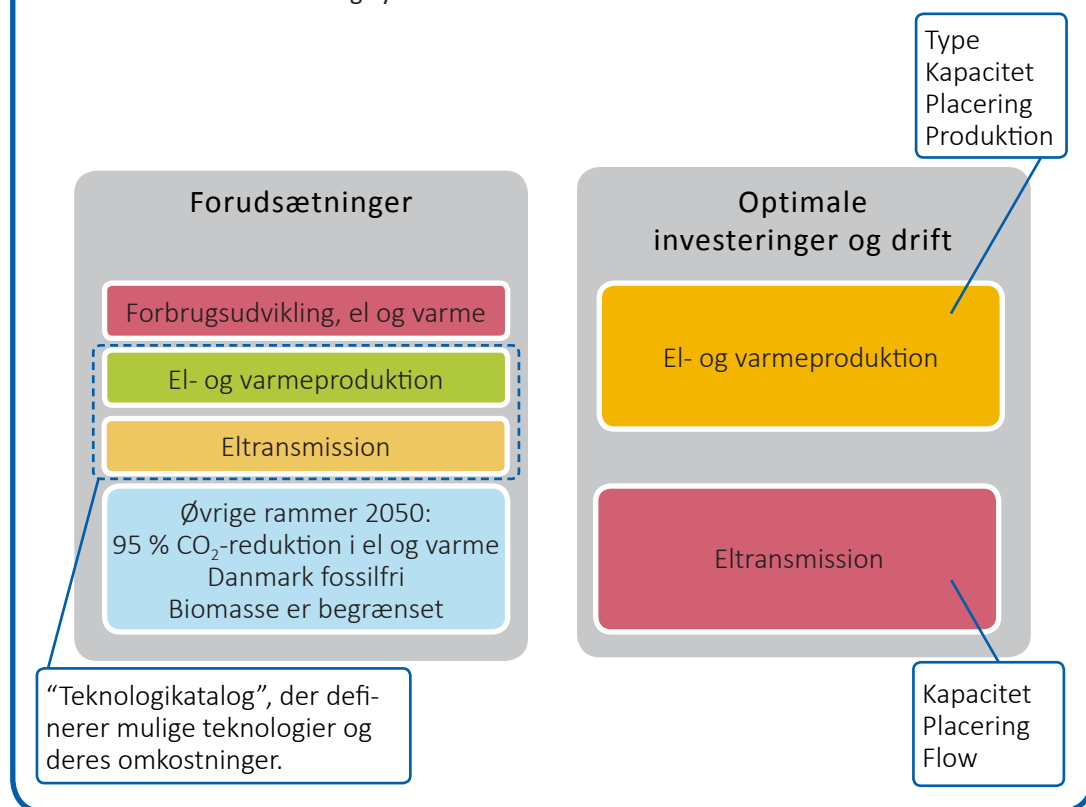 Type
Kapacitet
Placering
Produktion
Forudsætninger
Forbrugsudvikling, el og varme
El- og varmeproduktion
Eltransmission
Øvrige rammer 2050:
95 % CO₂-reduktion i el og varme
Danmark fossilfri
Biomasse er begrænset
“Teknologikatalog”, der defi-
nerer mulige teknologier og
deres omkostninger.
Optimale
investeringer og drift
El- og varmeproduktion
Eltransmission
Kapacitet
Placering
Flow